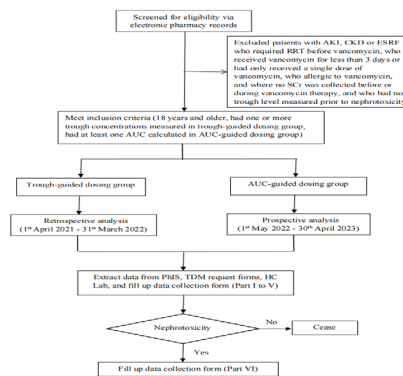 Screened for eligibility via
electronic pharmacy records
Excluded patients with AKI, CKD or ESRF
who required RRT before vancomycin, who
received vancomycin for less than 3 days or
had only received a single dose of
vancomycin, who allergic to vancomycin,
and where no SCr was collected before or
during vancomycin therapy, and who had no
trough level measured prior to nephrotoxicity
Meet inclusion criteria (18 years and older, had one or more
trough concentrations measured in trough-guided dosing group,
had at least one AUC calculated in AUC-guided dosing group)
Trough-guided dosing group
AUC-guided dosing group
Retrospective analysis
(1st April 2021 - 31st March 2022)
Prospective analysis
(1st May 2022 - 30th April 2023)
Extract data from PhIS, TDM request forms, HC
Lab, and fill up data collection form (Part I to V)
Nephrotoxicity
No
Cease
Yes
Fill up data collection form (Part VI)